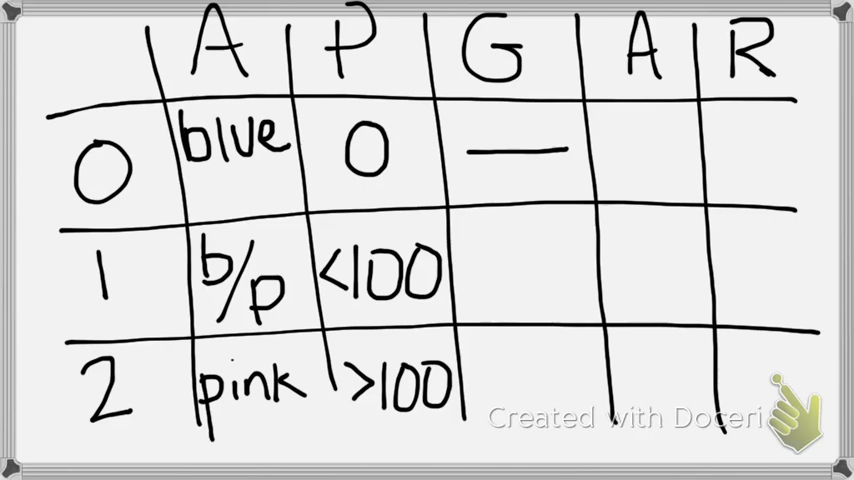 A P G A R
0 blue 0 —
1 b/p <100
2 pink >100
Created with Doceri